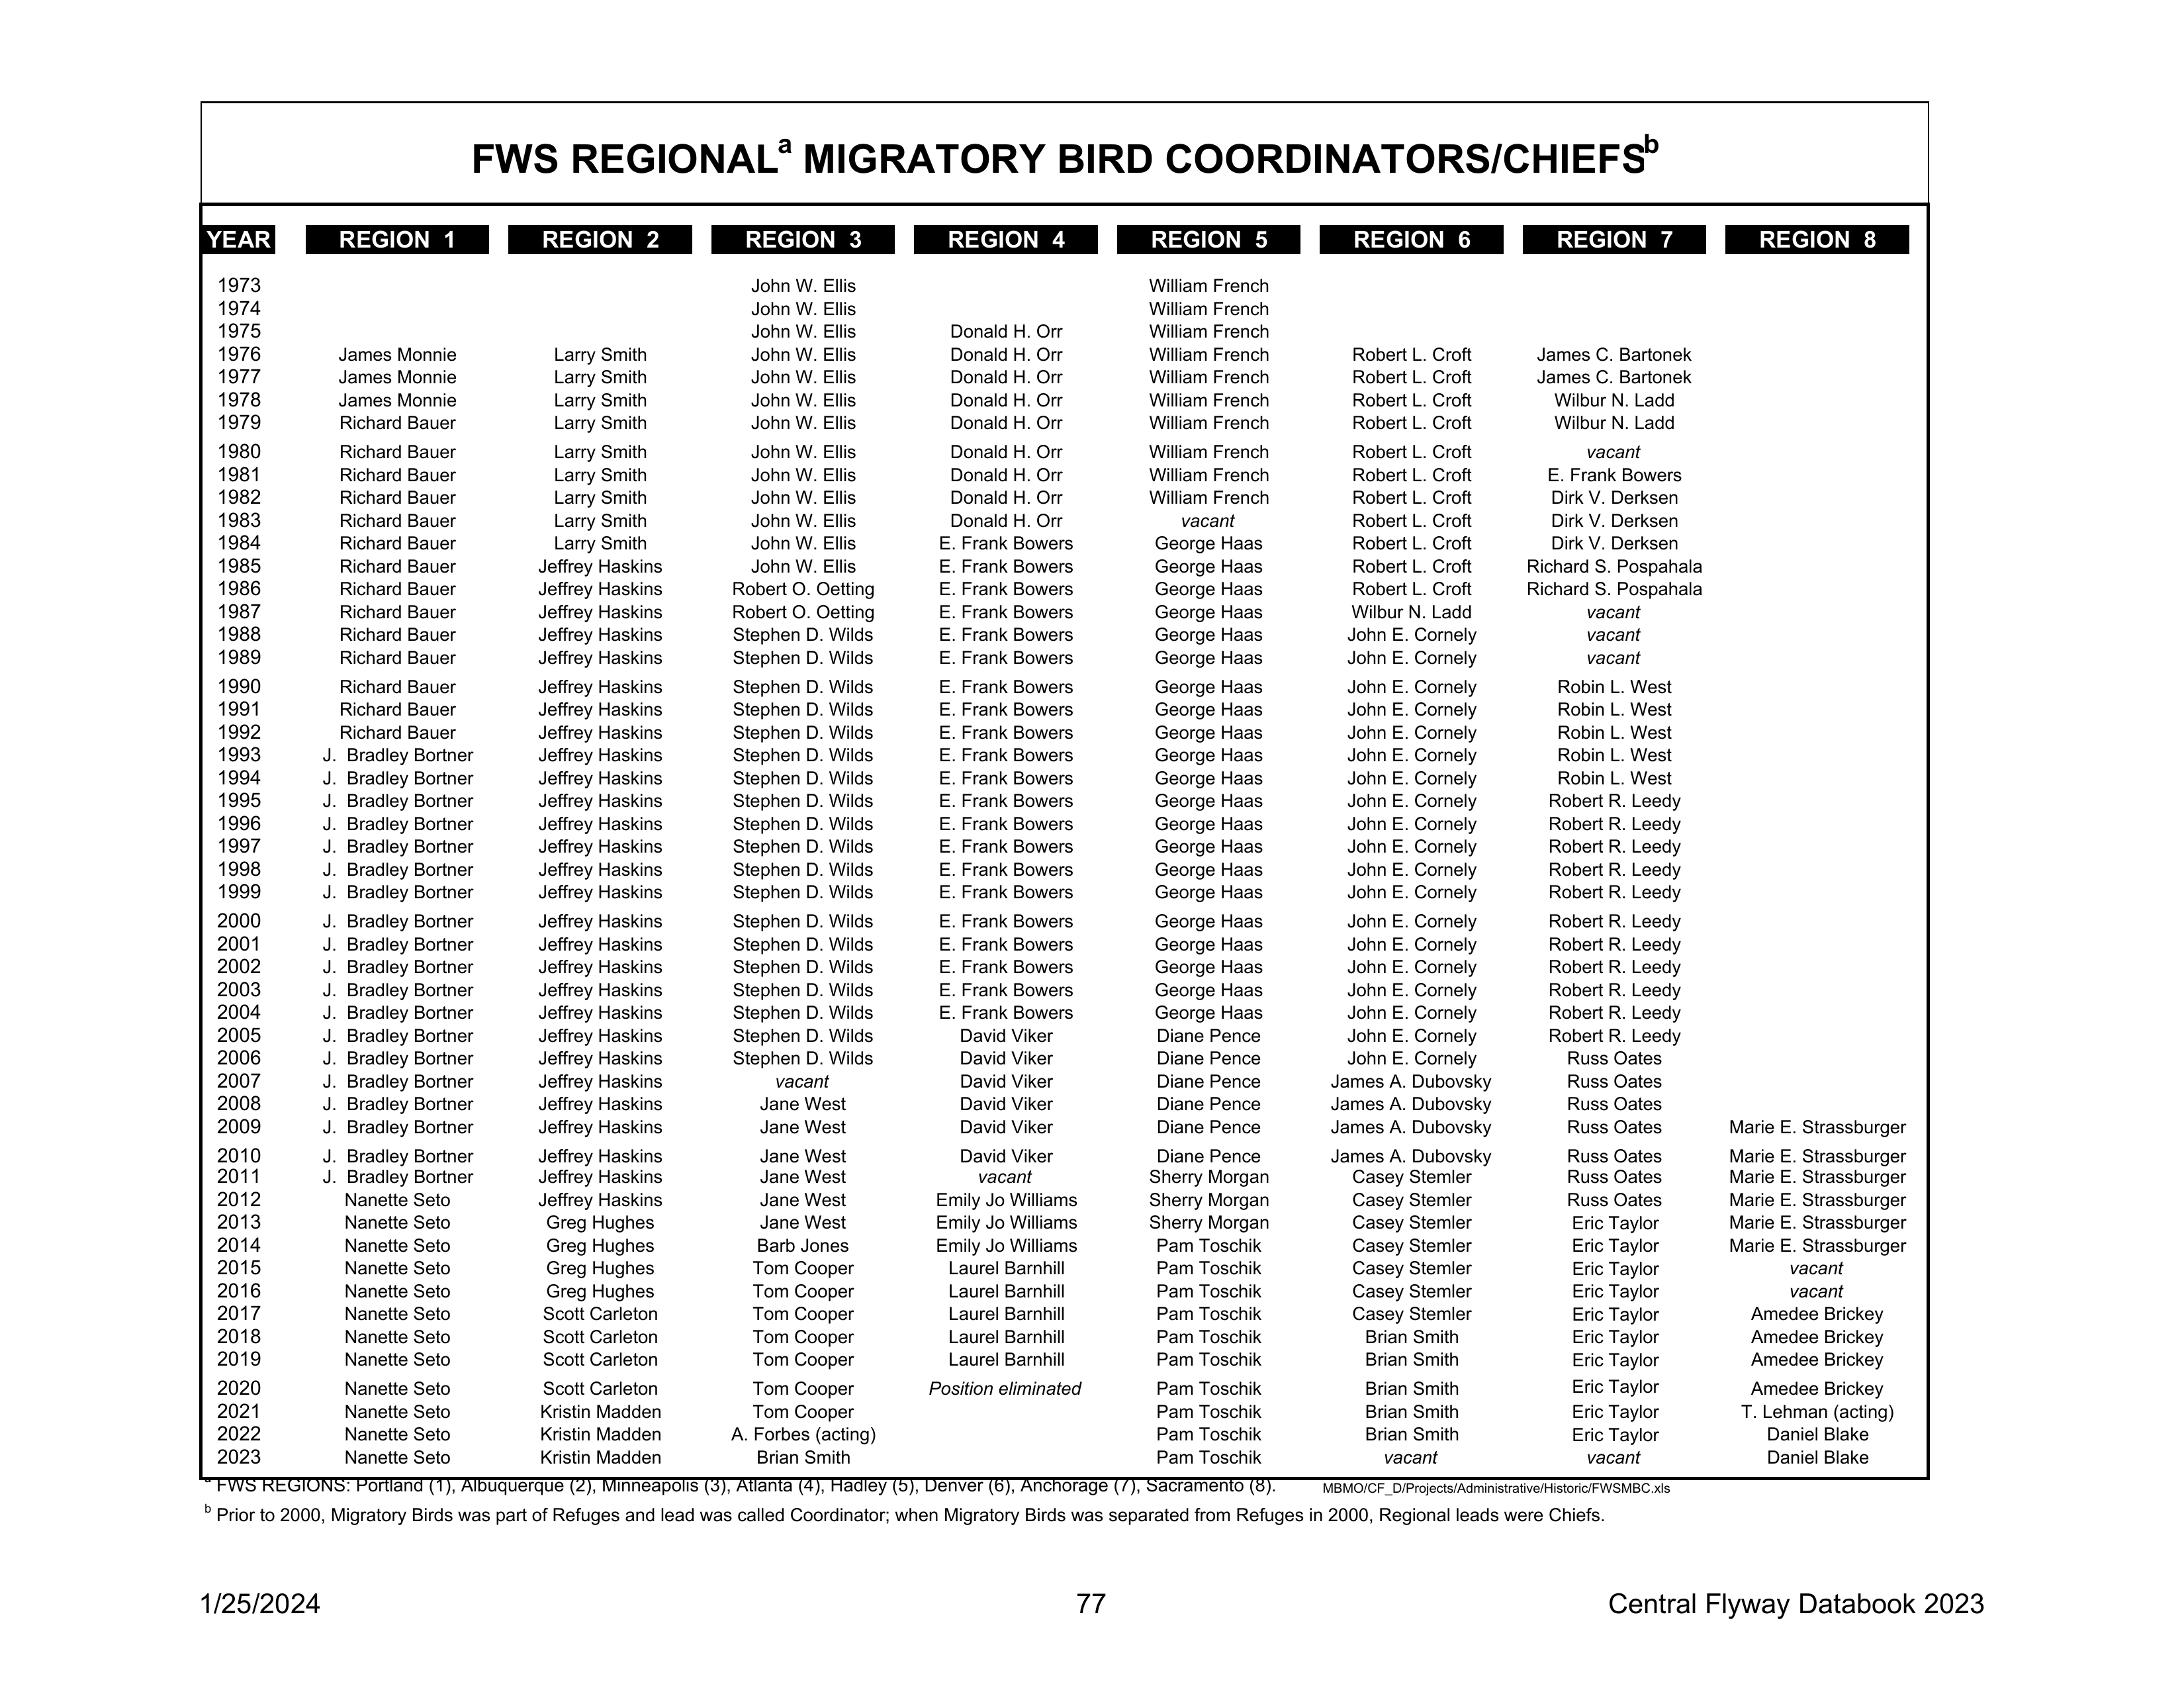 FWS REGIONALa MIGRATORY BIRD COORDINATORS/CHIEFSb
YEAR REGION 1 REGION 2 REGION 3 REGION 4 REGION 5 REGION 6 REGION 7 REGION 8
1973 John W. Ellis William French
1974 John W. Ellis William French
1975 John W. Ellis Donald H. Orr William French
1976 James Monnie Larry Smith John W. Ellis Donald H. Orr William French Robert L. Croft James C. Bartonek
1977 James Monnie Larry Smith John W. Ellis Donald H. Orr William French Robert L. Croft James C. Bartonek
1978 James Monnie Larry Smith John W. Ellis Donald H. Orr William French Robert L. Croft Wilbur N. Ladd
1979 Richard Bauer Larry Smith John W. Ellis Donald H. Orr William French Robert L. Croft Wilbur N. Ladd
1980 Richard Bauer Larry Smith John W. Ellis Donald H. Orr William French Robert L. Croft vacant
1981 Richard Bauer Larry Smith John W. Ellis Donald H. Orr William French Robert L. Croft E. Frank Bowers
1982 Richard Bauer Larry Smith John W. Ellis Donald H. Orr William French Robert L. Croft Dirk V. Derksen
1983 Richard Bauer Larry Smith John W. Ellis Donald H. Orr vacant Robert L. Croft Dirk V. Derksen
1984 Richard Bauer Larry Smith John W. Ellis E. Frank Bowers George Haas Robert L. Croft Dirk V. Derksen
1985 Richard Bauer Jeffrey Haskins John W. Ellis E. Frank Bowers George Haas Robert L. Croft Richard S. Pospahala
1986 Richard Bauer Jeffrey Haskins Robert O. Oetting E. Frank Bowers George Haas Robert L. Croft Richard S. Pospahala
1987 Richard Bauer Jeffrey Haskins Robert O. Oetting E. Frank Bowers George Haas Wilbur N. Ladd vacant
1988 Richard Bauer Jeffrey Haskins Stephen D. Wilds E. Frank Bowers George Haas John E. Cornely vacant
1989 Richard Bauer Jeffrey Haskins Stephen D. Wilds E. Frank Bowers George Haas John E. Cornely vacant
1990 Richard Bauer Jeffrey Haskins Stephen D. Wilds E. Frank Bowers George Haas John E. Cornely Robin L. West
1991 Richard Bauer Jeffrey Haskins Stephen D. Wilds E. Frank Bowers George Haas John E. Cornely Robin L. West
1992 Richard Bauer Jeffrey Haskins Stephen D. Wilds E. Frank Bowers George Haas John E. Cornely Robin L. West
1993 J. Bradley Bortner Jeffrey Haskins Stephen D. Wilds E. Frank Bowers George Haas John E. Cornely Robin L. West
1994 J. Bradley Bortner Jeffrey Haskins Stephen D. Wilds E. Frank Bowers George Haas John E. Cornely Robin L. West
1995 J. Bradley Bortner Jeffrey Haskins Stephen D. Wilds E. Frank Bowers George Haas John E. Cornely Robert R. Leedy
1996 J. Bradley Bortner Jeffrey Haskins Stephen D. Wilds E. Frank Bowers George Haas John E. Cornely Robert R. Leedy
1997 J. Bradley Bortner Jeffrey Haskins Stephen D. Wilds E. Frank Bowers George Haas John E. Cornely Robert R. Leedy
1998 J. Bradley Bortner Jeffrey Haskins Stephen D. Wilds E. Frank Bowers George Haas John E. Cornely Robert R. Leedy
1999 J. Bradley Bortner Jeffrey Haskins Stephen D. Wilds E. Frank Bowers George Haas John E. Cornely Robert R. Leedy
2000 J. Bradley Bortner Jeffrey Haskins Stephen D. Wilds E. Frank Bowers George Haas John E. Cornely Robert R. Leedy
2001 J. Bradley Bortner Jeffrey Haskins Stephen D. Wilds E. Frank Bowers George Haas John E. Cornely Robert R. Leedy
2002 J. Bradley Bortner Jeffrey Haskins Stephen D. Wilds E. Frank Bowers George Haas John E. Cornely Robert R. Leedy
2003 J. Bradley Bortner Jeffrey Haskins Stephen D. Wilds E. Frank Bowers George Haas John E. Cornely Robert R. Leedy
2004 J. Bradley Bortner Jeffrey Haskins Stephen D. Wilds E. Frank Bowers George Haas John E. Cornely Robert R. Leedy
2005 J. Bradley Bortner Jeffrey Haskins Stephen D. Wilds David Viker Diane Pence John E. Cornely Robert R. Leedy
2006 J. Bradley Bortner Jeffrey Haskins Stephen D. Wilds David Viker Diane Pence John E. Cornely Russ Oates
2007 J. Bradley Bortner Jeffrey Haskins vacant David Viker Diane Pence James A. Dubovsky Russ Oates
2008 J. Bradley Bortner Jeffrey Haskins Jane West David Viker Diane Pence James A. Dubovsky Russ Oates
2009 J. Bradley Bortner Jeffrey Haskins Jane West David Viker Diane Pence James A. Dubovsky Russ Oates Marie E. Strassburger
2010 J. Bradley Bortner Jeffrey Haskins Jane West David Viker Diane Pence James A. Dubovsky Russ Oates Marie E. Strassburger
2011 J. Bradley Bortner Jeffrey Haskins Jane West vacant Sherry Morgan Casey Stemler Russ Oates Marie E. Strassburger
2012 Nanette Seto Jeffrey Haskins Jane West Emily Jo Williams Sherry Morgan Casey Stemler Russ Oates Marie E. Strassburger
2013 Nanette Seto Greg Hughes Jane West Emily Jo Williams Sherry Morgan Casey Stemler Eric Taylor Marie E. Strassburger
2014 Nanette Seto Greg Hughes Barb Jones Emily Jo Williams Pam Toschik Casey Stemler Eric Taylor Marie E. Strassburger
2015 Nanette Seto Greg Hughes Tom Cooper Laurel Barnhill Pam Toschik Casey Stemler Eric Taylor vacant
2016 Nanette Seto Greg Hughes Tom Cooper Laurel Barnhill Pam Toschik Casey Stemler Eric Taylor vacant
2017 Nanette Seto Scott Carleton Tom Cooper Laurel Barnhill Pam Toschik Casey Stemler Eric Taylor Amedee Brickey
2018 Nanette Seto Scott Carleton Tom Cooper Laurel Barnhill Pam Toschik Brian Smith Eric Taylor Amedee Brickey
2019 Nanette Seto Scott Carleton Tom Cooper Laurel Barnhill Pam Toschik Brian Smith Eric Taylor Amedee Brickey
2020 Nanette Seto Scott Carleton Tom Cooper Position eliminated Pam Toschik Brian Smith Eric Taylor Amedee Brickey
2021 Nanette Seto Kristin Madden Tom Cooper Pam Toschik Brian Smith Eric Taylor T. Lehman (acting)
2022 Nanette Seto Kristin Madden A. Forbes (acting) Pam Toschik Brian Smith Eric Taylor Daniel Blake
2023 Nanette Seto Kristin Madden Brian Smith Pam Toschik vacant vacant Daniel Blake
a FWS REGIONS: Portland (1), Albuquerque (2), Minneapolis (3), Atlanta (4), Hadley (5), Denver (6), Anchorage (7), Sacramento (8). MBMO/CF_D/Projects/Administrative/Historic/FWSMBC.xls
b Prior to 2000, Migratory Birds was part of Refuges and lead was called Coordinator; when Migratory Birds was separated from Refuges in 2000, Regional leads were Chiefs.
1/25/2024 77 Central Flyway Databook 2023